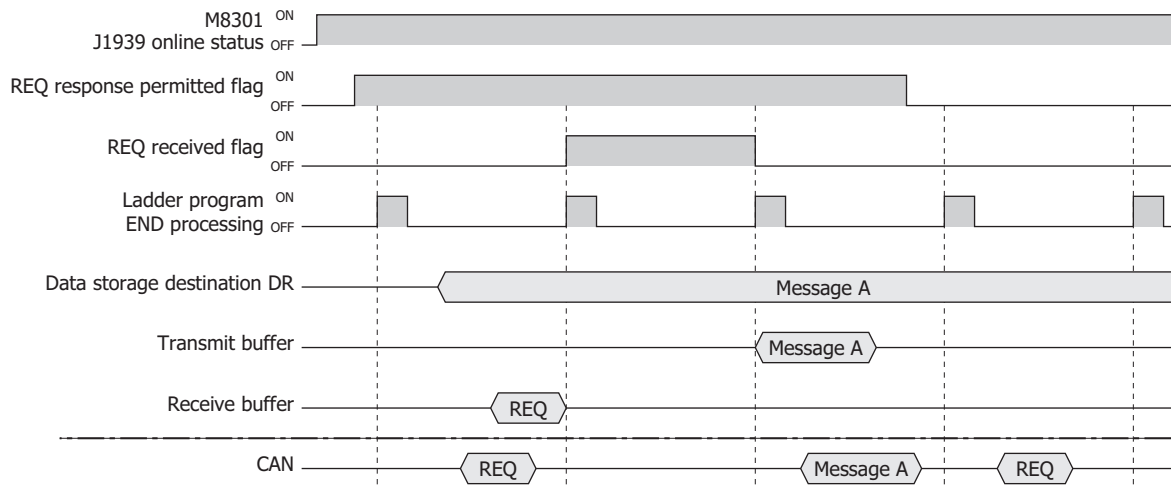 M8301 ON
J1939 online status OFF
REQ response permitted flag ON
OFF
REQ received flag ON
OFF
Ladder program ON
END processing OFF
Data storage destination DR Message A
Transmit buffer Message A
Receive buffer REQ
CAN REQ Message A REQ